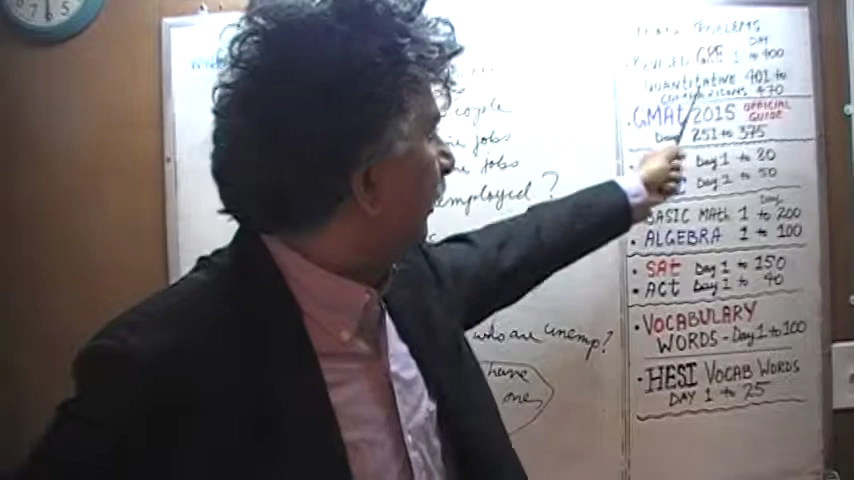 jobs
jobs
employed?
who are unemp?
have
one
PROBLEMS
DAY
GRE 1 to 400
QUANTITATIVE 401 to
COMPARISONS 470
• GMAT 2015 OFFICIAL
GUIDE
Day 251 to 375
Day 1 to 80
Day 1 to 50
Day
BASIC Math 1 to 200
• ALGEBRA 1 to 100
• SAt Day 1 to 150
• ACt Day 1 to 40
• VOCABULARY
WORDS - Day 1 to 100
• HESI VOCAB WORDS
DAY 1 to 25